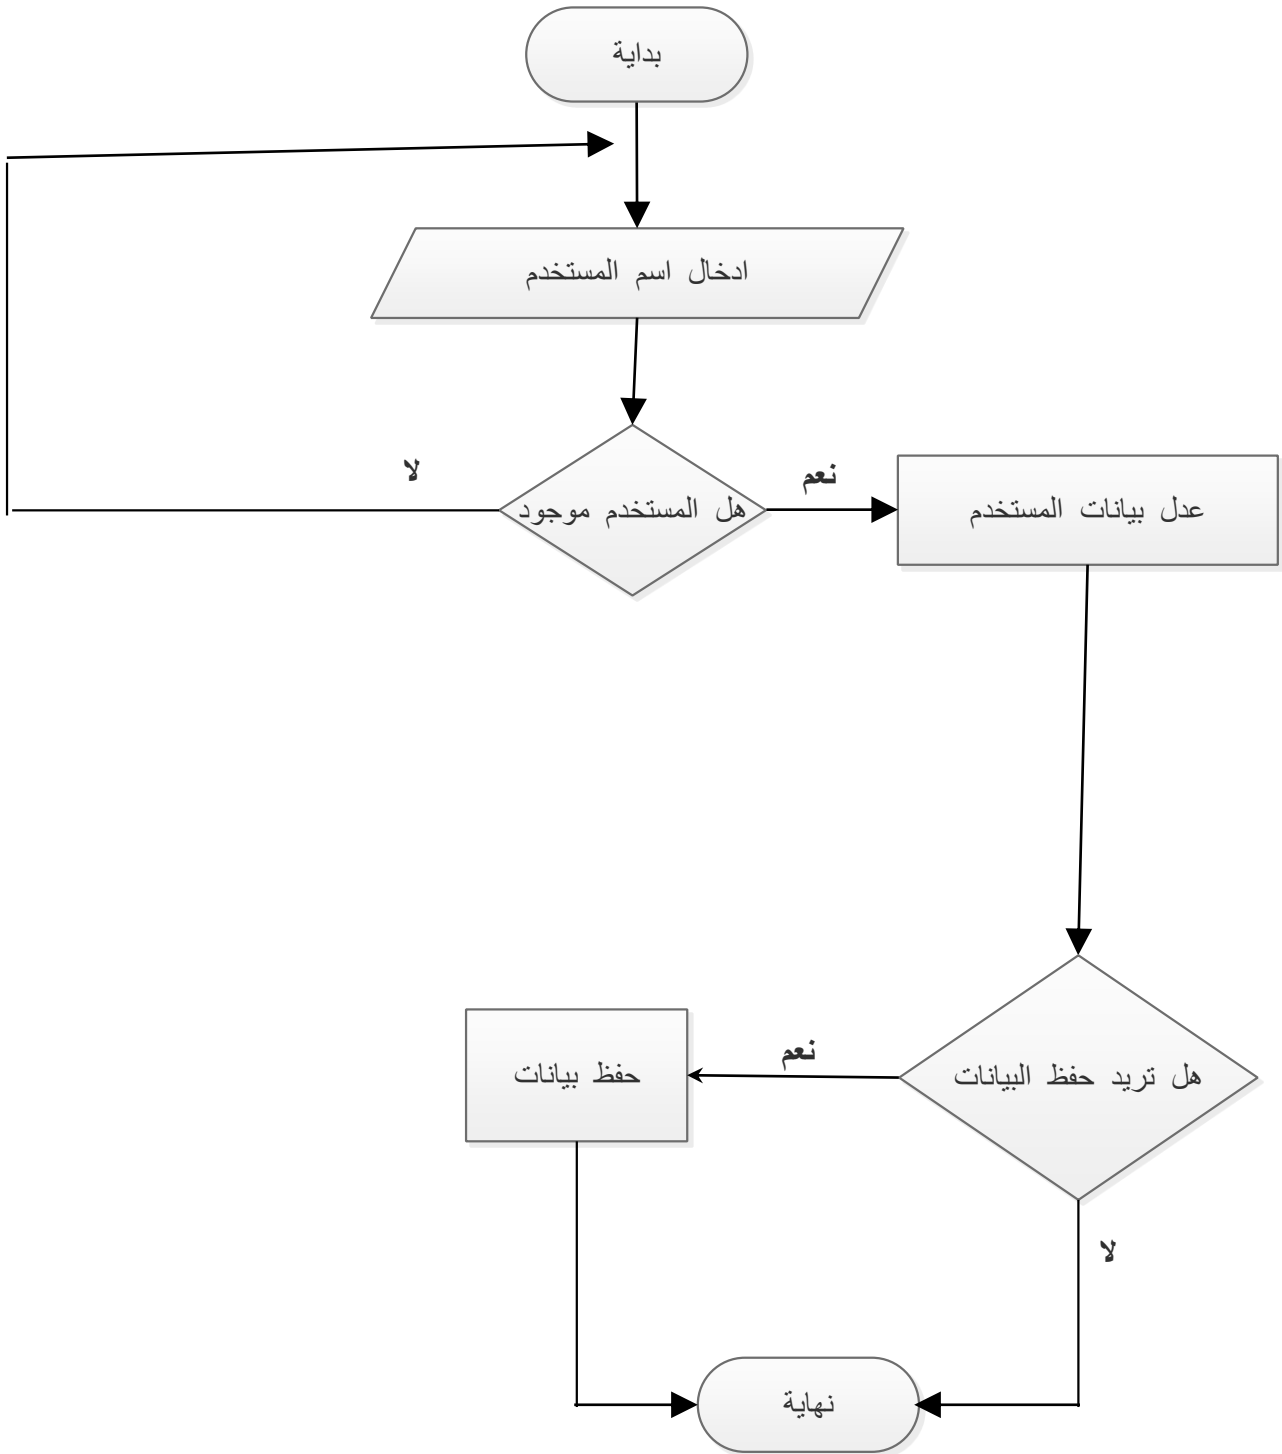 بداية
ادخال اسم المستخدم
لا
نعم
هل المستخدم موجود
عدل بيانات المستخدم
نعم
حفظ بيانات
هل تريد حفظ البيانات
لا
نهاية